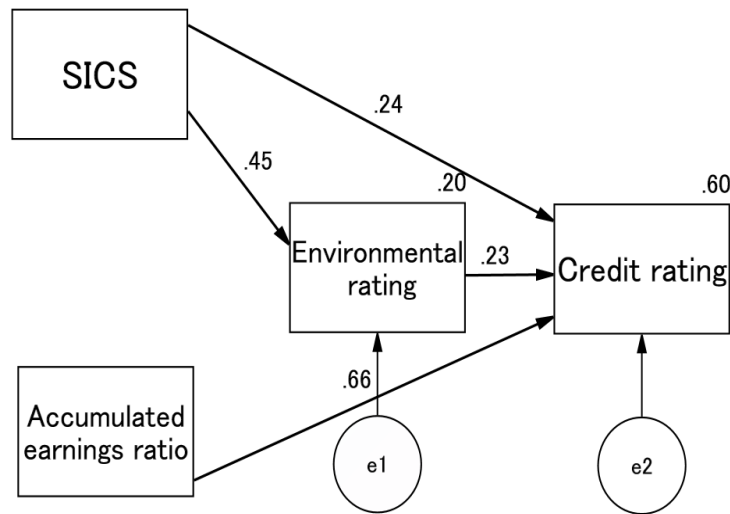 SICS
.24
.45
.20
.60
Environmental
rating
.23
Credit rating
.66
Accumulated
earnings ratio
e1
e2